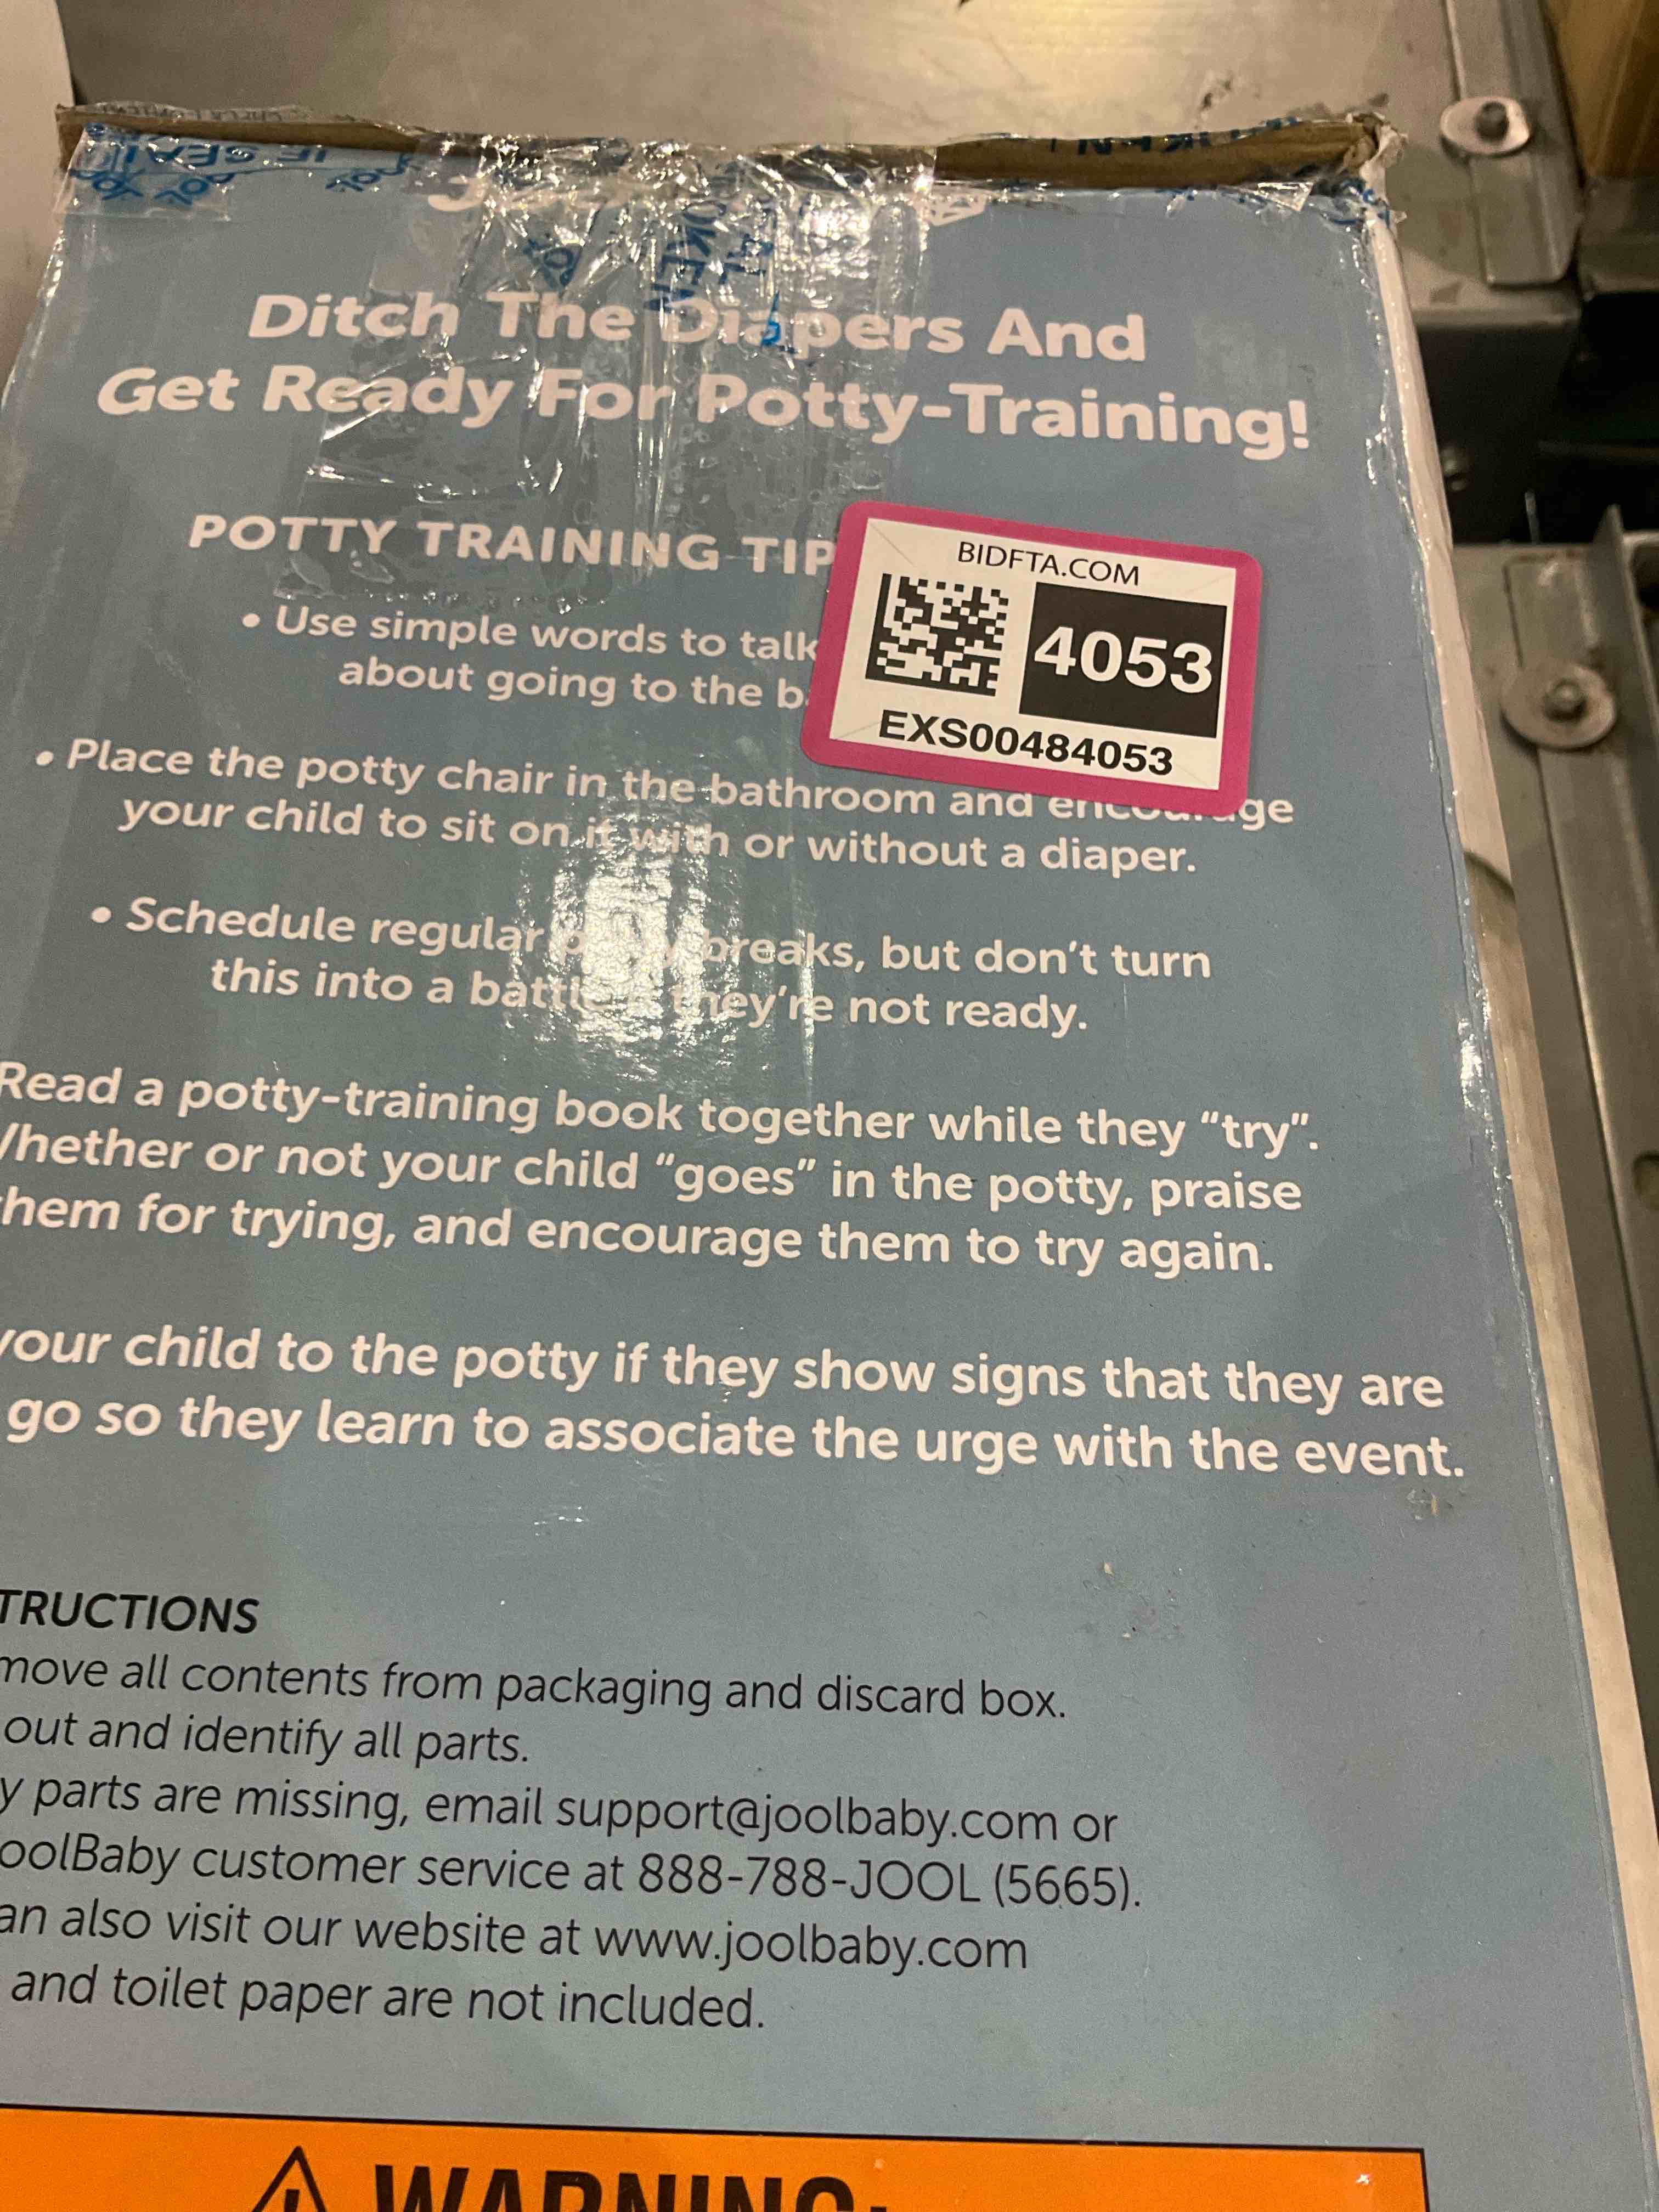 Ditch The Diapers And
Get Ready For Potty-Training!
POTTY TRAINING TIP
BIDFTA.COM
4053
EXS00484053
• Use simple words to talk
about going to the b
• Place the potty chair in the bathroom and encourage
your child to sit on it with or without a diaper.
• Schedule regular breaks, but don't turn
this into a they're not ready.
Read a potty-training book together while they "try".
hether or not your child "goes" in the potty, praise
hem for trying, and encourage them to try again.
your child to the potty if they show signs that they are
go so they learn to associate the urge with the event.
TRUCTIONS
move all contents from packaging and discard box.
out and identify all parts.
y parts are missing, email support@joolbaby.com or
oolBaby customer service at 888-788-JOOL (5665).
an also visit our website at www.joolbaby.com
and toilet paper are not included.
WARNING: